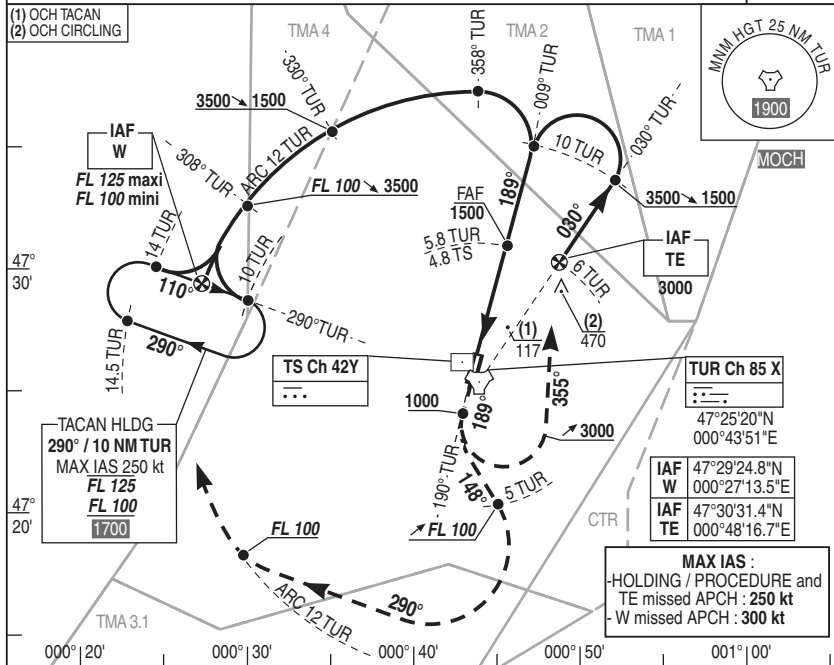 (1) OCH TACAN
(2) OCH CIRCLING
TMA 4
TMA 2
TMA 1
MNM HGT 25 NM TUR
1900
MOCH
358° TUR
330° TUR
009° TUR
030° TUR
3500 ↘ 1500
ARC 12 TUR
10 TUR
IAF
W
FL 125 maxi
FL 100 mini
308° TUR
FL 100 ↘ 3500
189°
FAF
1500
030°
3500 ↘ 1500
5.8 TUR
4.8 TS
IAF
TE
3000
6 TUR
14 TUR
10 TUR
47°
30'
110°
290° TUR
290°
14.5 TUR
(1)
117
(2)
470
TS Ch 42Y
TUR Ch 85 X
47°25'20"N
000°43'51"E
1000
189°
355°
↗ 3000
TACAN HLDG
290° / 10 NM TUR
MAX IAS 250 kt
FL 125
FL 100
1700
190° TUR
148°
5 TUR
↗ FL 100
IAF
W
47°29'24.8"N
000°27'13.5"E
IAF
TE
47°30'31.4"N
000°48'16.7"E
47°
20'
CTR
FL 100
ARC 12 TUR
290°
TMA 3.1
MAX IAS :
-HOLDING / PROCEDURE and
TE missed APCH : 250 kt
- W missed APCH : 300 kt
000°20'
000°30'
000°40'
000°50'
001°00'